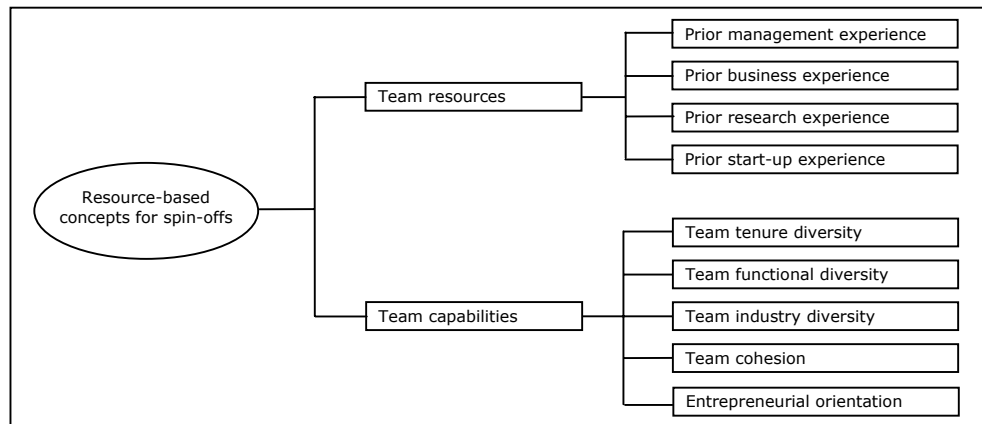 Resource-based
concepts for spin-offs
Team resources
Prior management experience
Prior business experience
Prior research experience
Prior start-up experience
Team capabilities
Team tenure diversity
Team functional diversity
Team industry diversity
Team cohesion
Entrepreneurial orientation